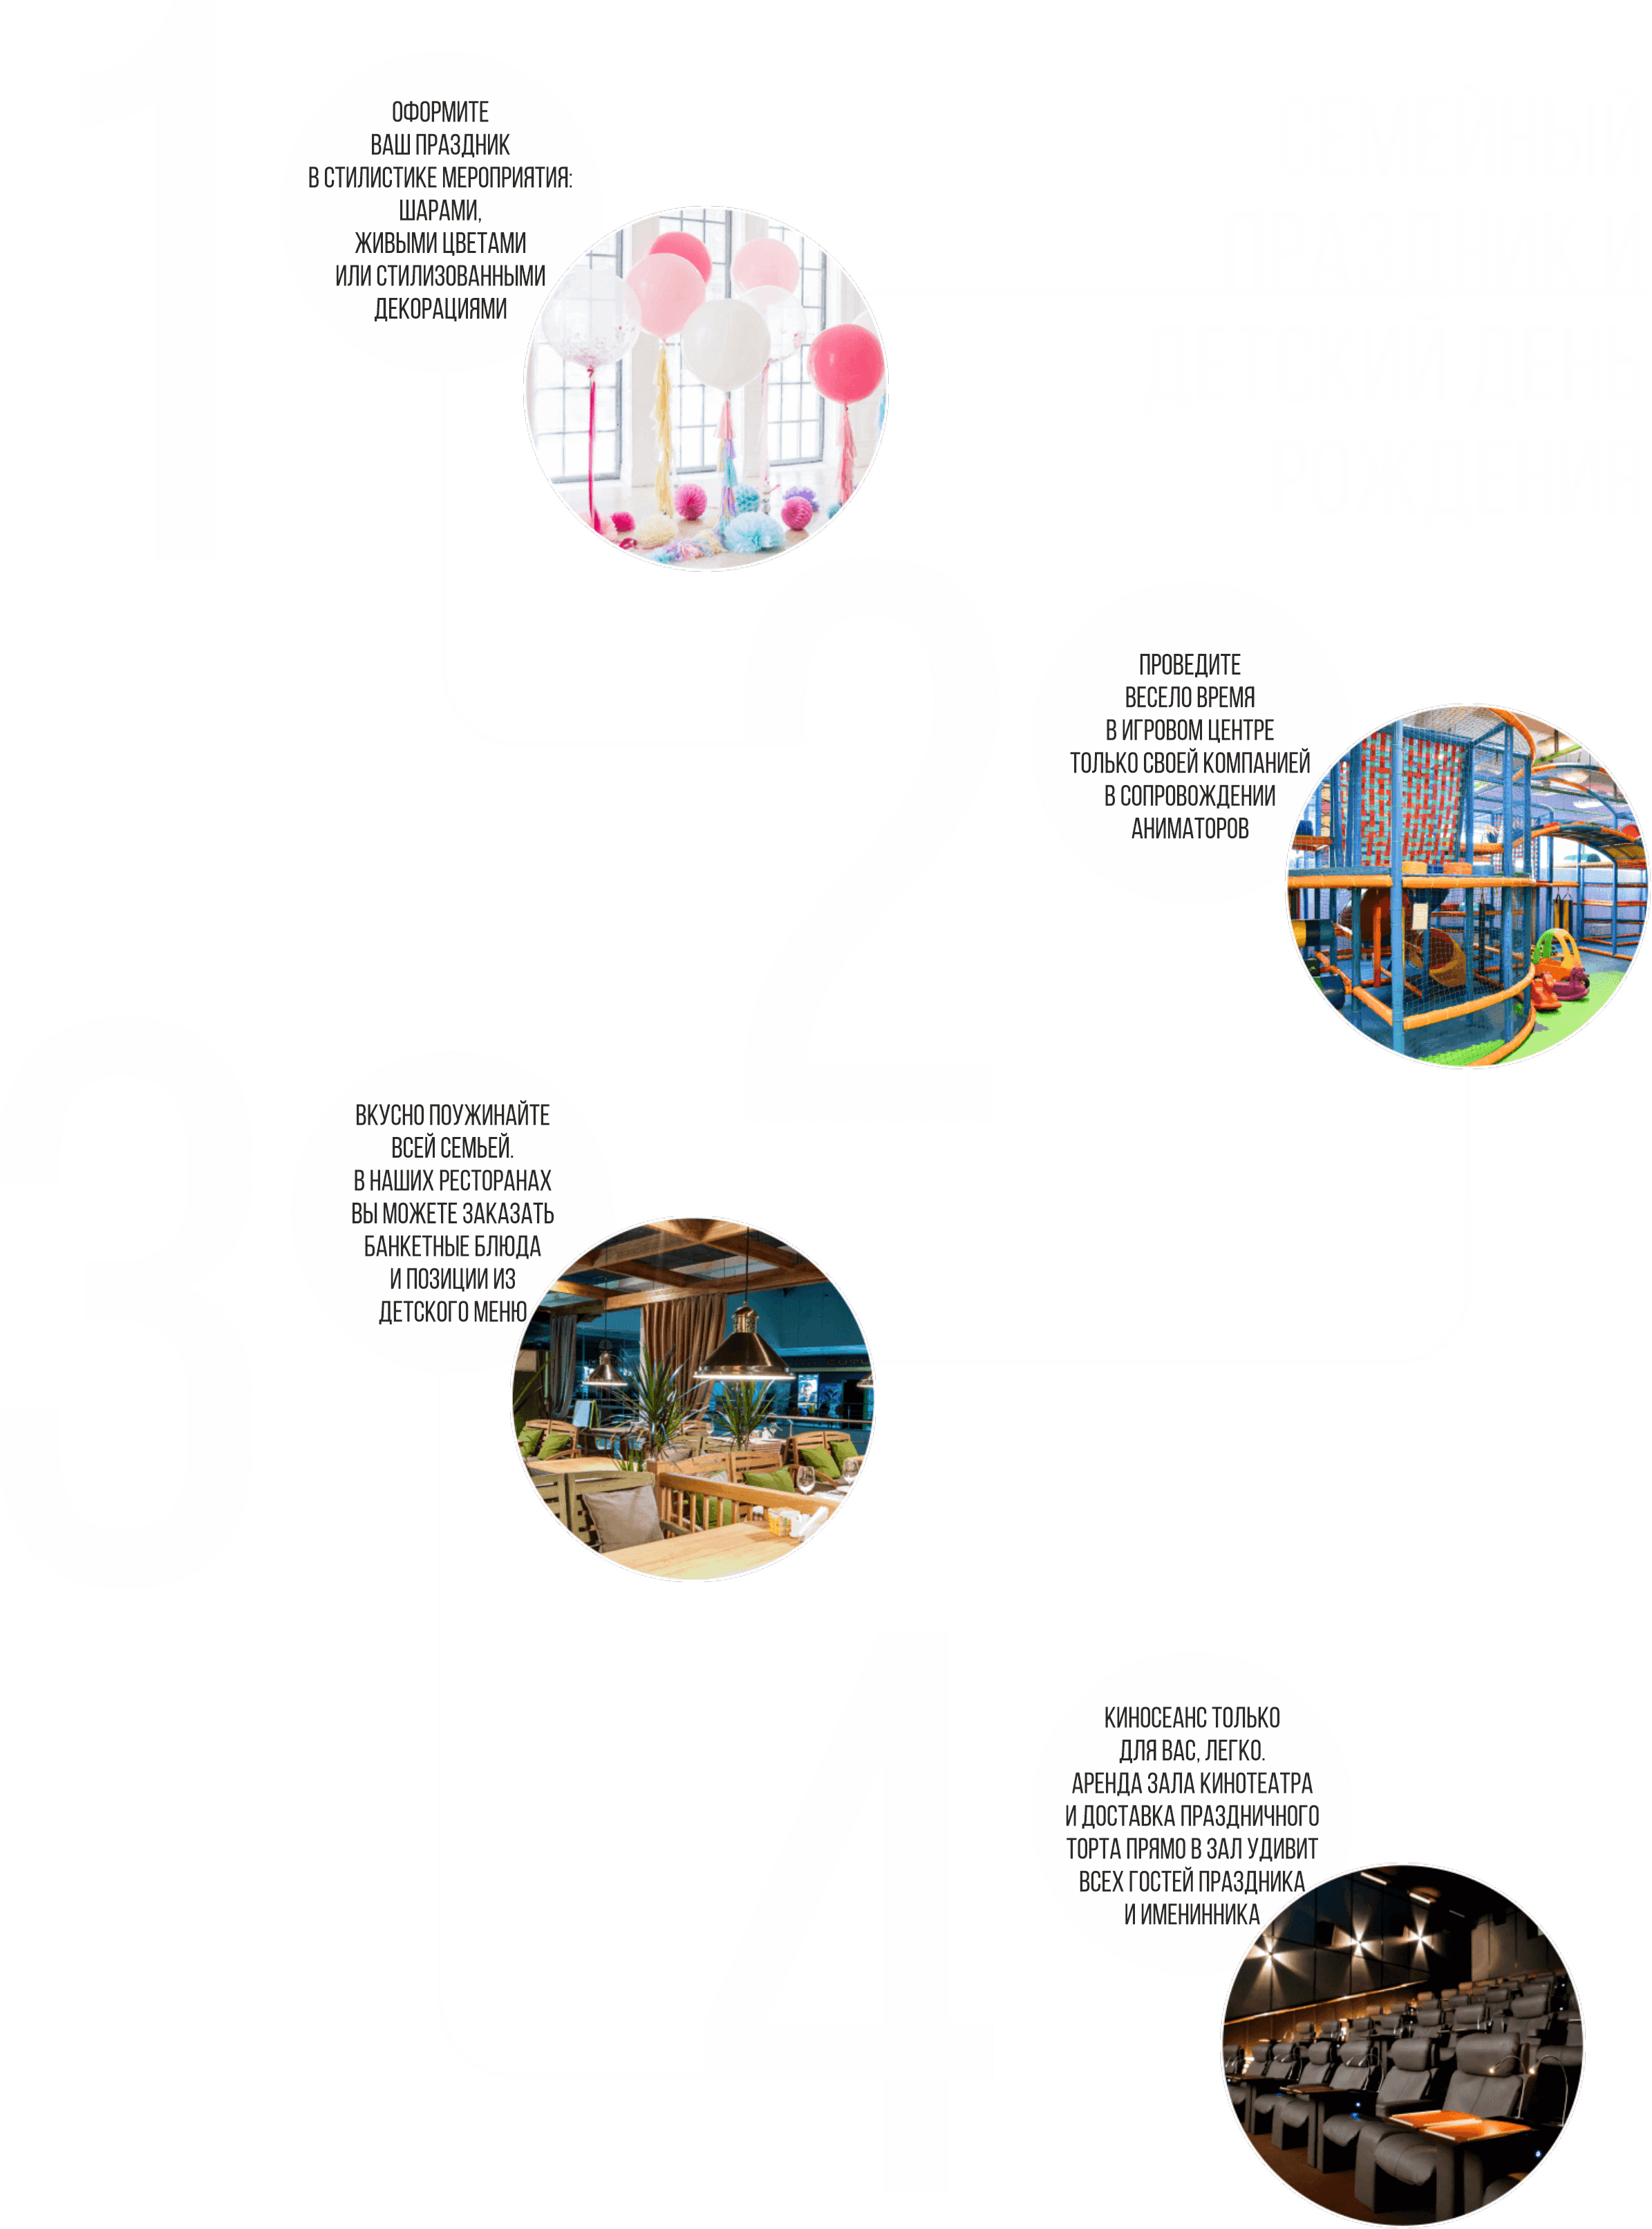 ОФОРМИТЕ
ВАШ ПРАЗДНИК
В СТИЛИСТИКЕ МЕРОПРИЯТИЯ:
ШАРАМИ,
ЖИВЫМИ ЦВЕТАМИ
ИЛИ СТИЛИЗОВАННЫМИ
ДЕКОРАЦИЯМИ
ПРОВЕДИТЕ
ВЕСЕЛО ВРЕМЯ
В ИГРОВОМ ЦЕНТРЕ
ТОЛЬКО СВОЕЙ КОМПАНИЕЙ
В СОПРОВОЖДЕНИИ
АНИМАТОРОВ
ВКУСНО ПОУЖИНАЙТЕ
ВСЕЙ СЕМЬЕЙ.
В НАШИХ РЕСТОРАНАХ
ВЫ МОЖЕТЕ ЗАКАЗАТЬ
БАНКЕТНЫЕ БЛЮДА
И ПОЗИЦИИ ИЗ
ДЕТСКОГО МЕНЮ
КИНОСЕАНС ТОЛЬКО
ДЛЯ ВАС, ЛЕГКО.
АРЕНДА ЗАЛА КИНОТЕАТРА
И ДОСТАВКА ПРАЗДНИЧНОГО
ТОРТА ПРЯМО В ЗАЛ УДИВИТ
ВСЕХ ГОСТЕЙ ПРАЗДНИКА
И ИМЕНИННИКА